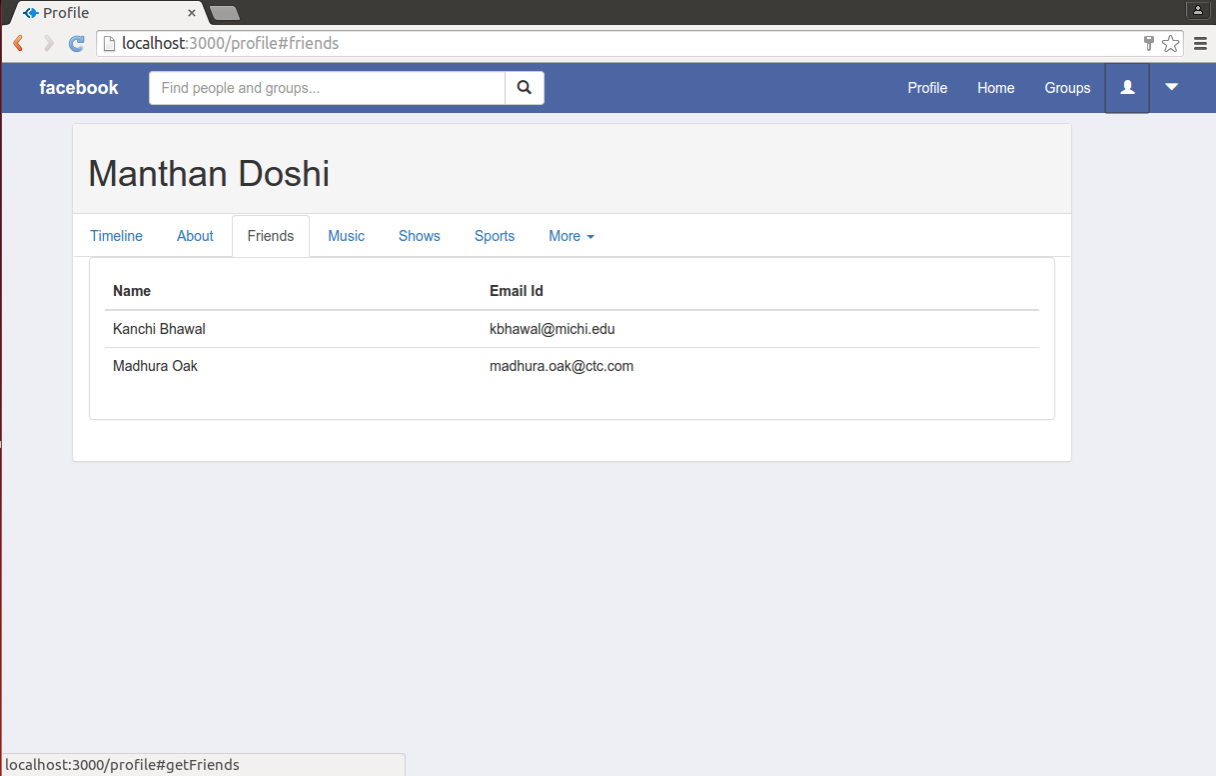 Profile
localhost:3000/profile#friends
facebook Find people and groups... Profile Home Groups
Manthan Doshi
Timeline About Friends Music Shows Sports More
Name Email Id
Kanchi Bhawal kbhawal@michi.edu
Madhura Oak madhura.oak@ctc.com
localhost:3000/profile#getFriends